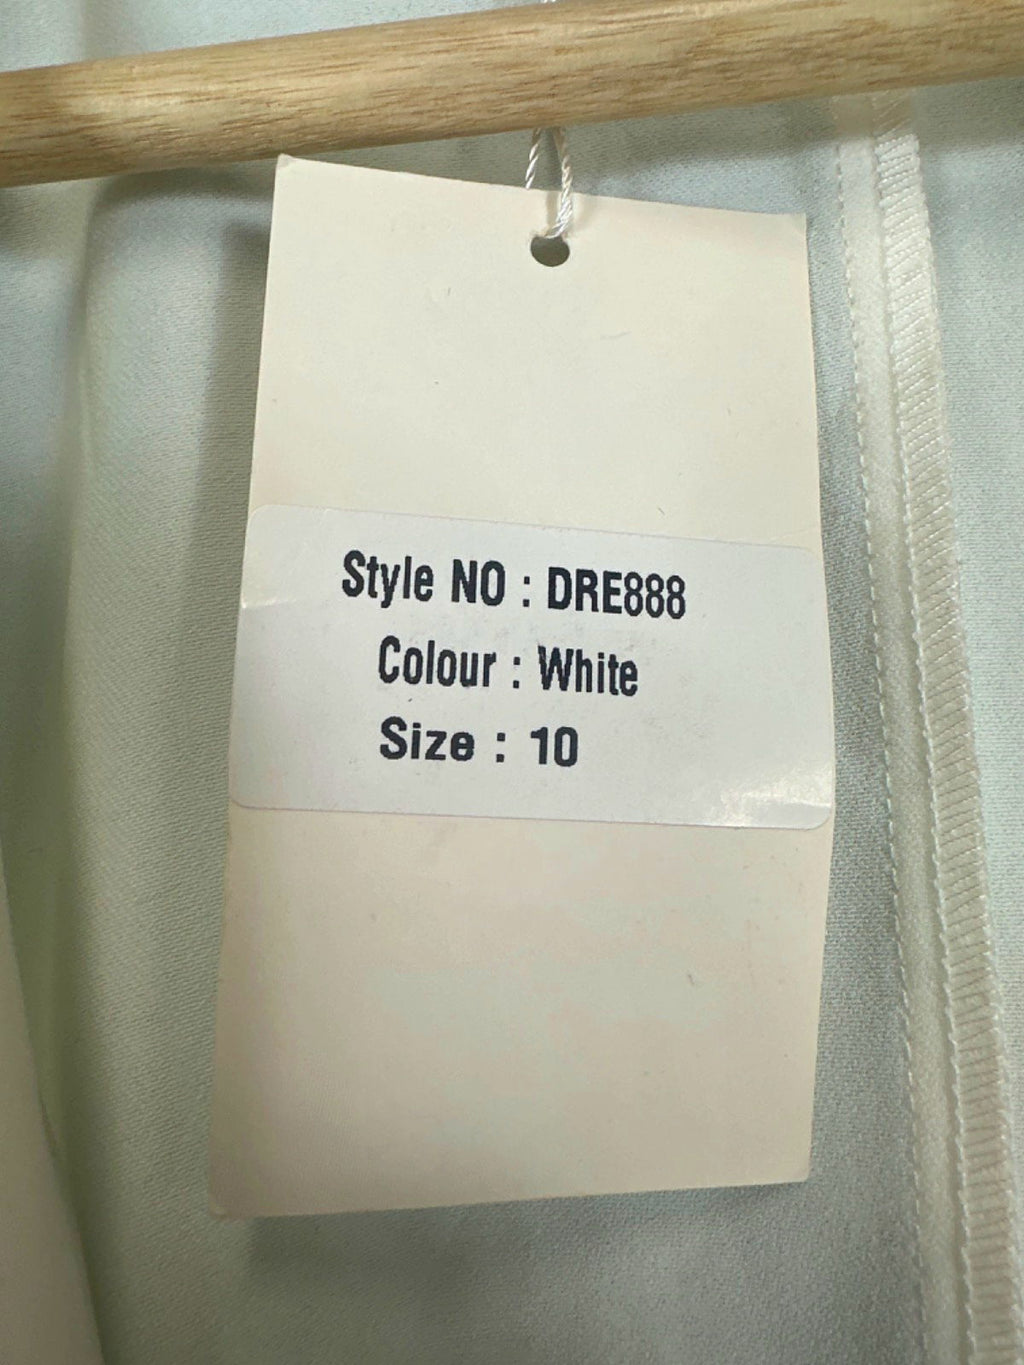 Style NO : DRE888
Colour : White
Size : 10